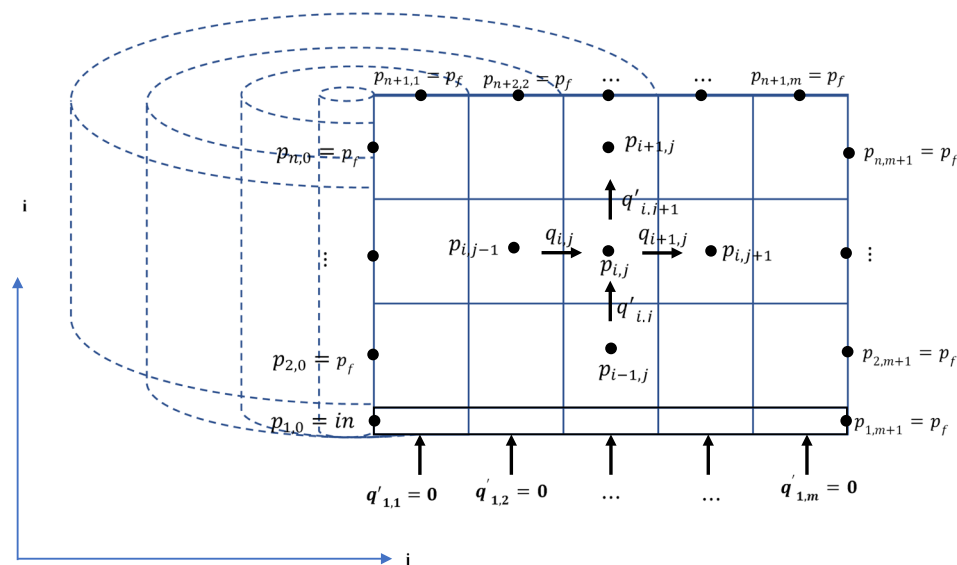 p_{n+1,1} = p_f p_{n+2,2} = p_f ... ... p_{n+1,m} = p_f
p_{n,0} = p_f p_{i+1,j} p_{n,m+1} = p_f
i q'_{i.j+1}
p_{i,j-1} q_{i,j} p_{i,j} q_{i+1,j} p_{i,j+1}
⋮ ⋮
q'_{i.j}
p_{2,0} = p_f p_{i-1,j} p_{2,m+1} = p_f
p_{1,0} = in p_{1,m+1} = p_f
q'_{1,1} = 0 q'_{1,2} = 0 ... ... q'_{1,m} = 0
j